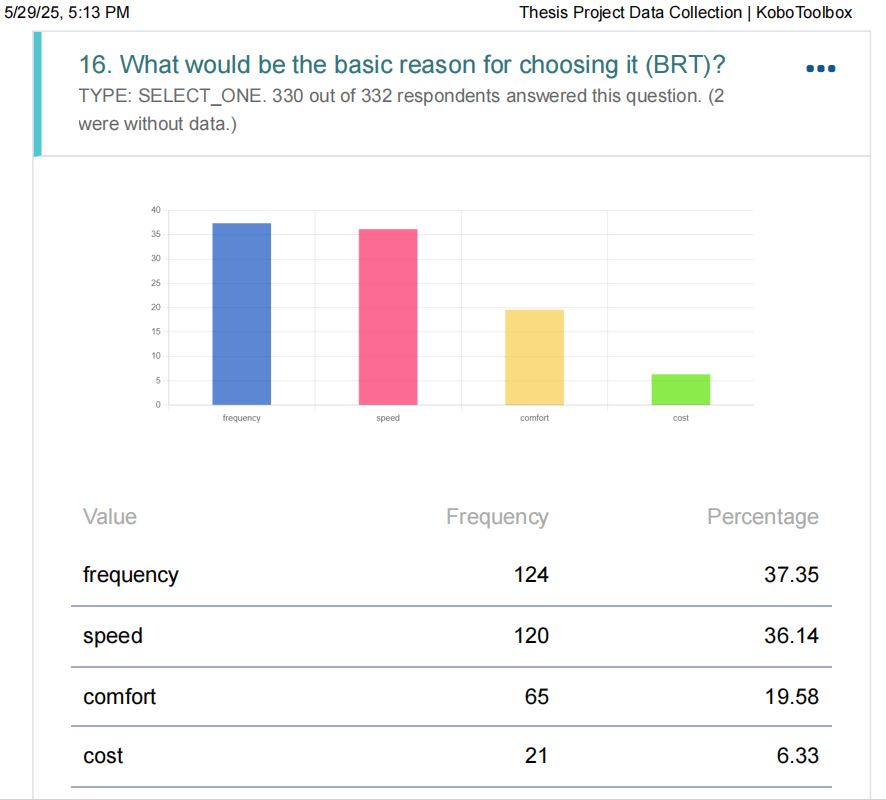 5/29/25, 5:13 PM Thesis Project Data Collection | KoboToolbox
16. What would be the basic reason for choosing it (BRT)?
TYPE: SELECT_ONE. 330 out of 332 respondents answered this question. (2
were without data.)
40
35
30
25
20
15
10
5
0
frequency speed comfort cost
Value Frequency Percentage
frequency 124 37.35
speed 120 36.14
comfort 65 19.58
cost 21 6.33